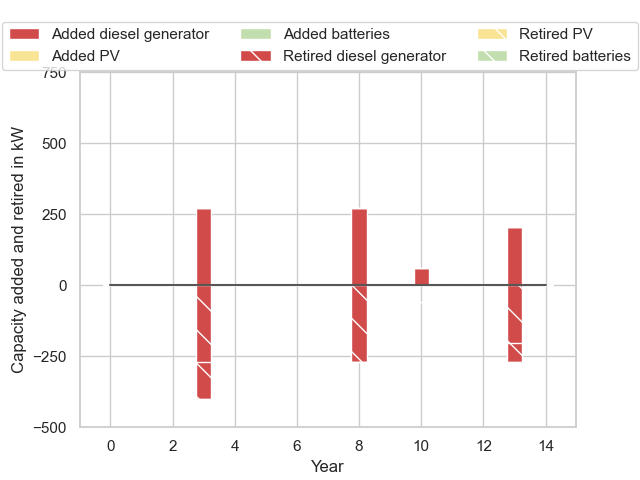 Added diesel generator
Added PV
Added batteries
Retired diesel generator
Retired PV
Retired batteries
750
500
250
0
−250
−500
Capacity added and retired in kW
0 2 4 6 8 10 12 14
Year